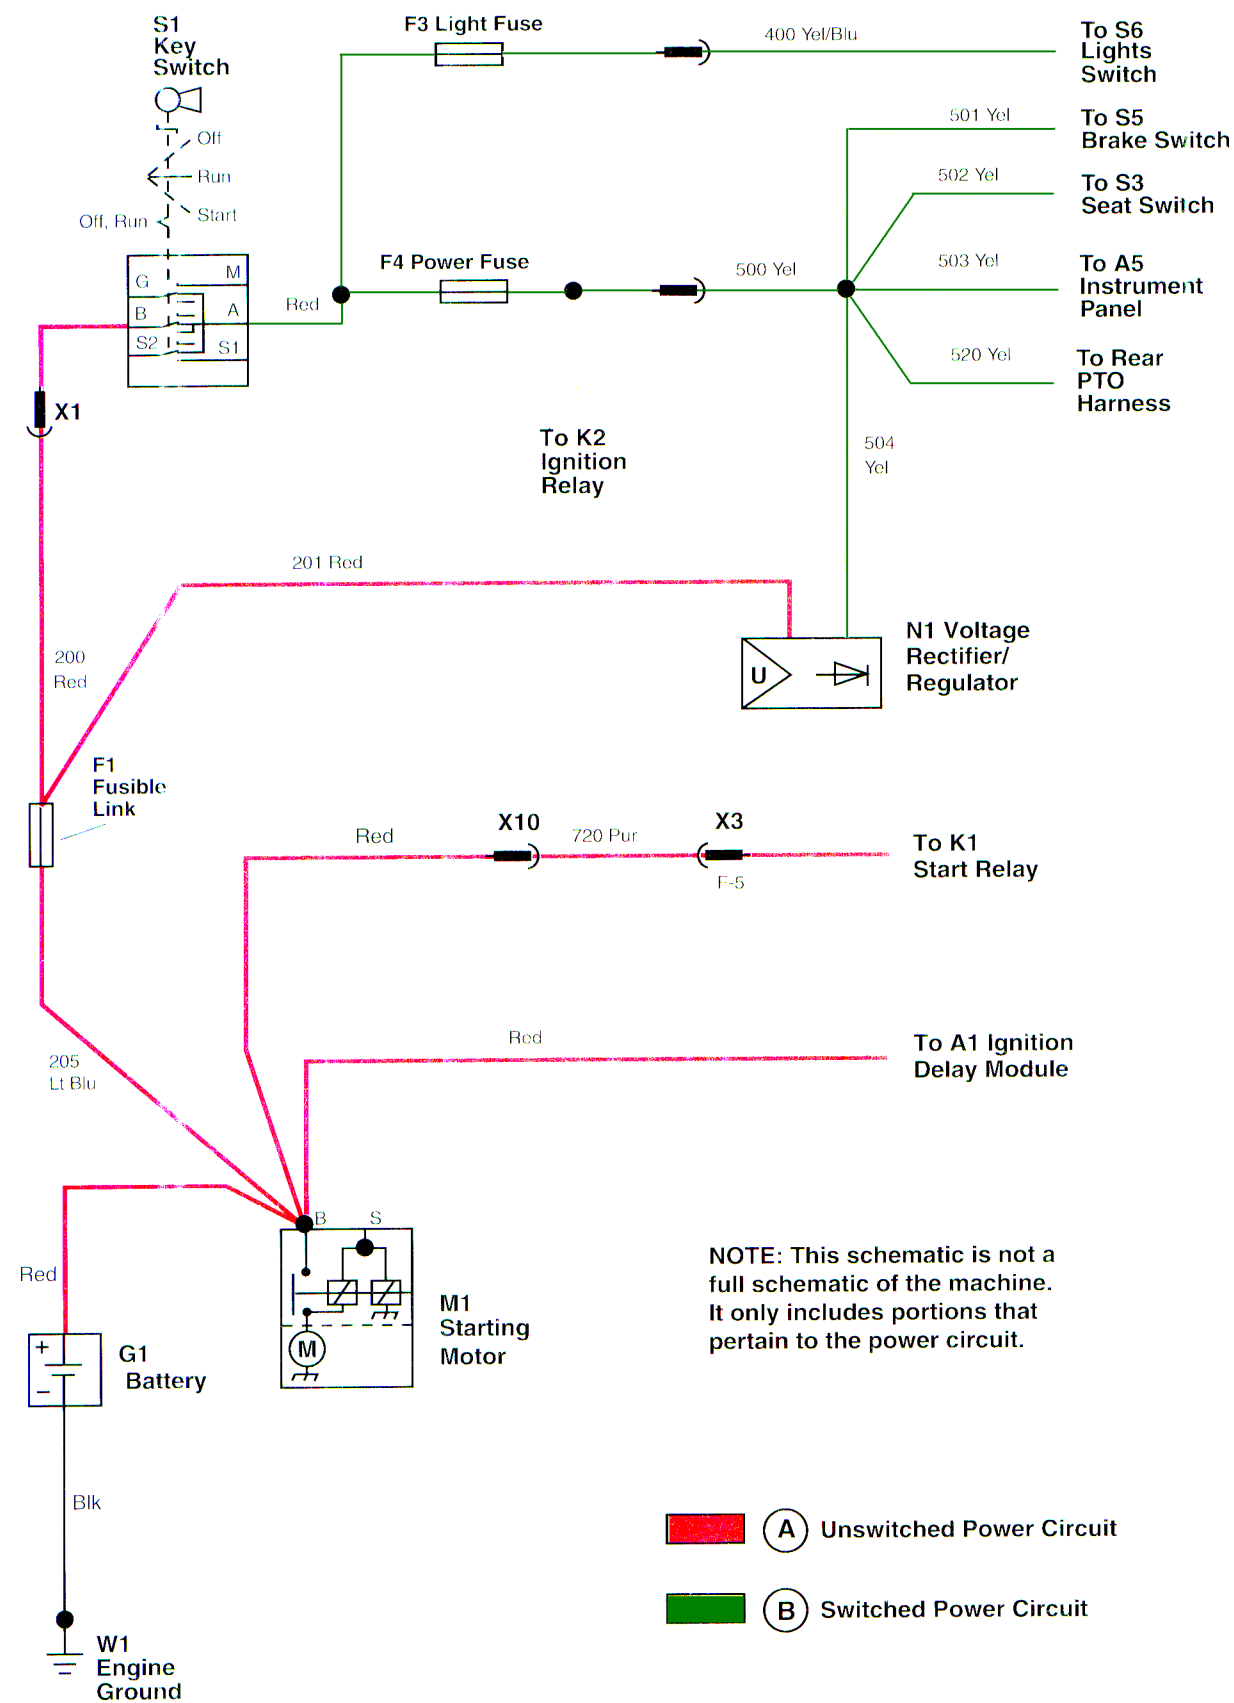 S1
Key
Switch
Off
Run
Start
Off, Run
G
M
B
A
S2
S1
Red
F3 Light Fuse
400 Yel/Blu
To S6
Lights
Switch
501 Yel
To S5
Brake Switch
502 Yel
To S3
Seat Switch
F4 Power Fuse
500 Yel
503 Yel
To A5
Instrument
Panel
520 Yel
To Rear
PTO
Harness
X1
To K2
Ignition
Relay
504
Yel
201 Red
200
Red
U
N1 Voltage
Rectifier/
Regulator
F1
Fusible
Link
Red
X10
720 Pur
X3
F-5
To K1
Start Relay
205
Lt Blu
Red
To A1 Ignition
Delay Module
B
S
Red
M
M1
Starting
Motor
+
−
G1
Battery
NOTE: This schematic is not a
full schematic of the machine.
It only includes portions that
pertain to the power circuit.
Blk
A Unswitched Power Circuit
B Switched Power Circuit
W1
Engine
Ground